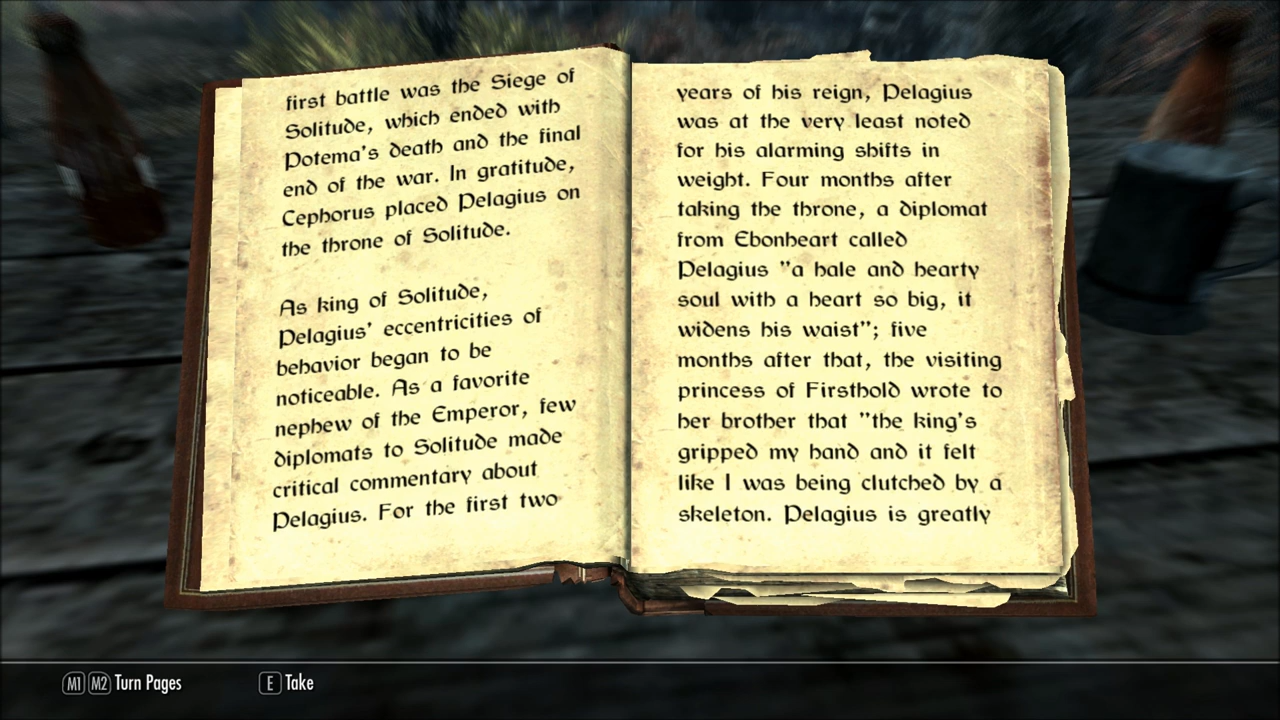 first battle was the Siege of
Solitude, which ended with
Potema's death and the final
end of the war. In gratitude,
Cephorus placed Pelagius on
the throne of Solitude.
As king of Solitude,
Pelagius' eccentricities of
behavior began to be
noticeable. As a favorite
nephew of the Emperor, few
diplomats to Solitude made
critical commentary about
Pelagius. For the first two
years of his reign, Pelagius
was at the very least noted
for his alarming shifts in
weight. Four months after
taking the throne, a diplomat
from Ebonheart called
Pelagius "a hale and hearty
soul with a heart so big, it
widens his waist"; five
months after that, the visiting
princess of Firsthold wrote to
her brother that "the king's
gripped my hand and it felt
like I was being clutched by a
skeleton. Pelagius is greatly
M1 M2 Turn Pages
E Take